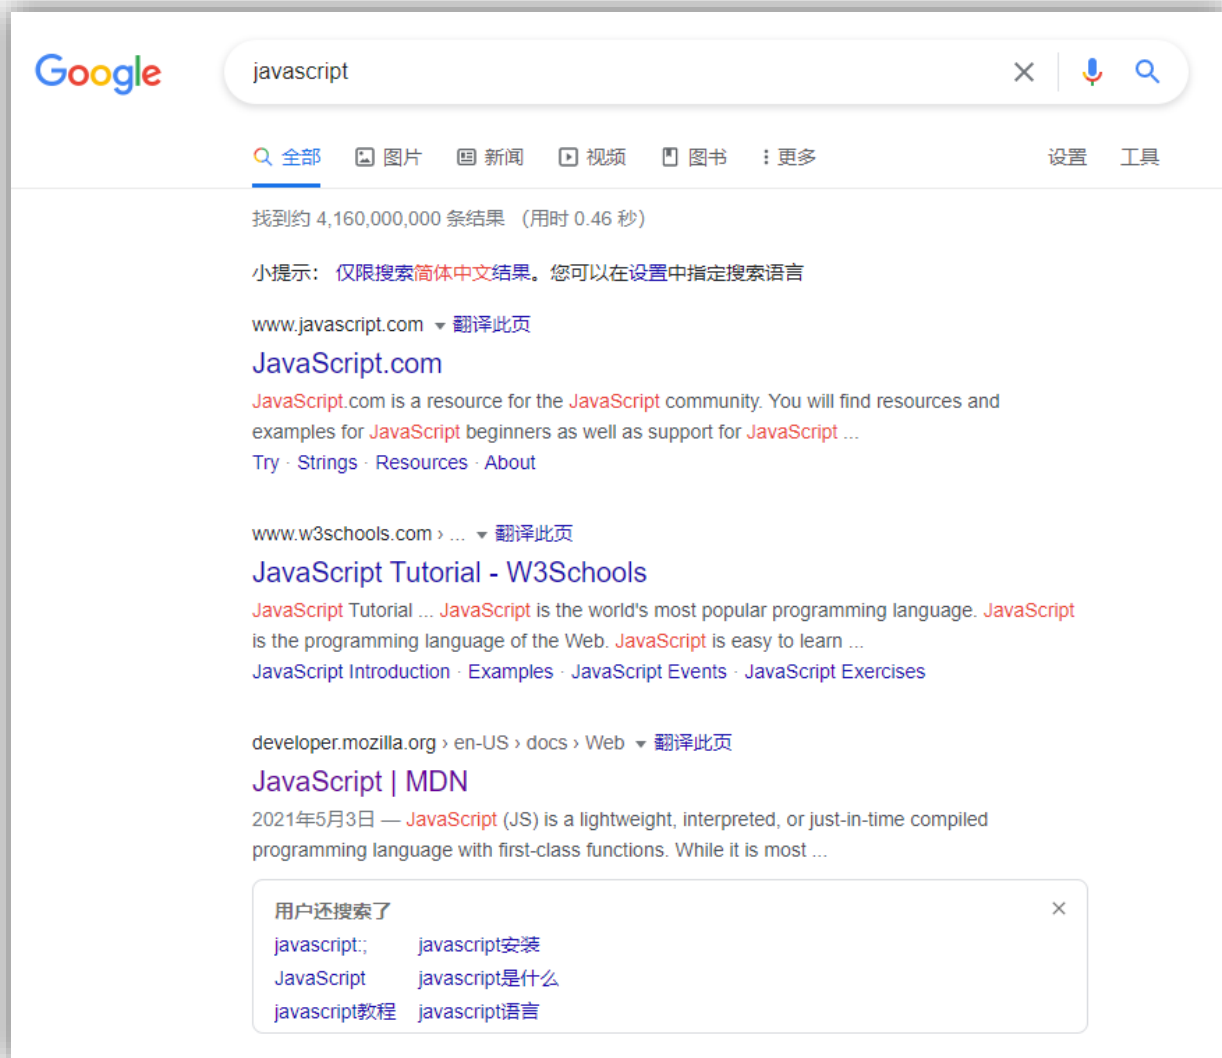 Google
javascript
全部 图片 新闻 视频 图书 更多 设置 工具
找到约 4,160,000,000 条结果 （用时 0.46 秒）
小提示： 仅限搜索简体中文结果。您可以在设置中指定搜索语言
www.javascript.com 翻译此页
JavaScript.com
JavaScript.com is a resource for the JavaScript community. You will find resources and
examples for JavaScript beginners as well as support for JavaScript ...
Try · Strings · Resources · About
www.w3schools.com › ... 翻译此页
JavaScript Tutorial - W3Schools
JavaScript Tutorial ... JavaScript is the world's most popular programming language. JavaScript
is the programming language of the Web. JavaScript is easy to learn ...
JavaScript Introduction · Examples · JavaScript Events · JavaScript Exercises
developer.mozilla.org › en-US › docs › Web 翻译此页
JavaScript | MDN
2021年5月3日 — JavaScript (JS) is a lightweight, interpreted, or just-in-time compiled
programming language with first-class functions. While it is most ...
用户还搜索了
javascript:; javascript安装
JavaScript javascript是什么
javascript教程 javascript语言